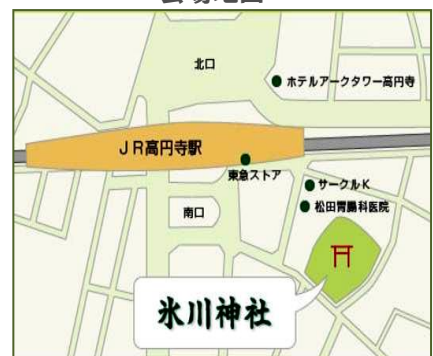 北口
ホテルアークタワー高円寺
JR高円寺駅
東急ストア
サークルK
南口
松田胃腸科医院
氷川神社